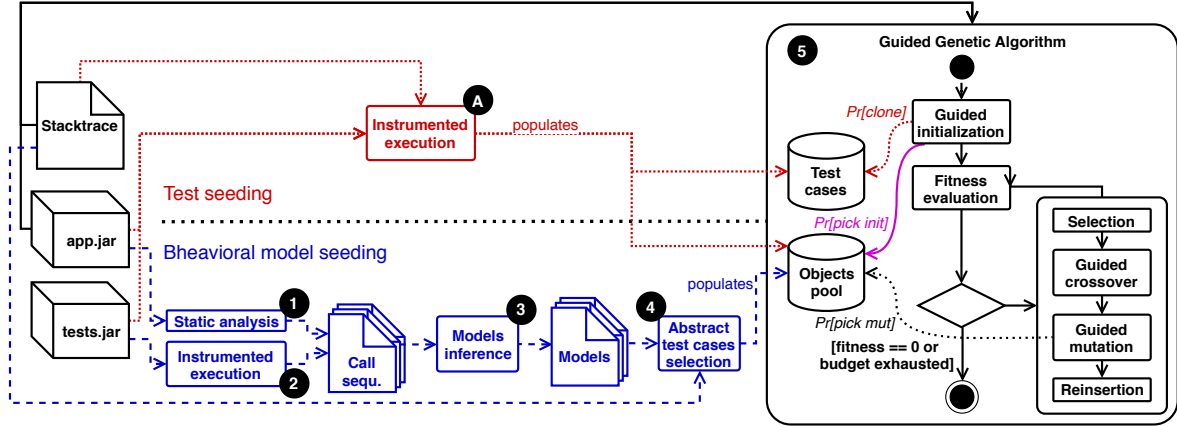 5
Guided Genetic Algorithm
Stacktrace
A
Instrumented
execution
populates
Pr[clone]
Guided
initialization
Test
cases
Fitness
evaluation
Test seeding
app.jar
Bheavioral model seeding
Pr[pick init]
Selection
Objects
pool
Guided
crossover
populates
tests.jar
1
Static analysis
Instrumented
execution
2
Call
sequ.
3
Models
inference
Models
4
Abstract
test cases
selection
Pr[pick mut]
Guided
mutation
[fitness == 0 or
budget exhausted]
Reinsertion